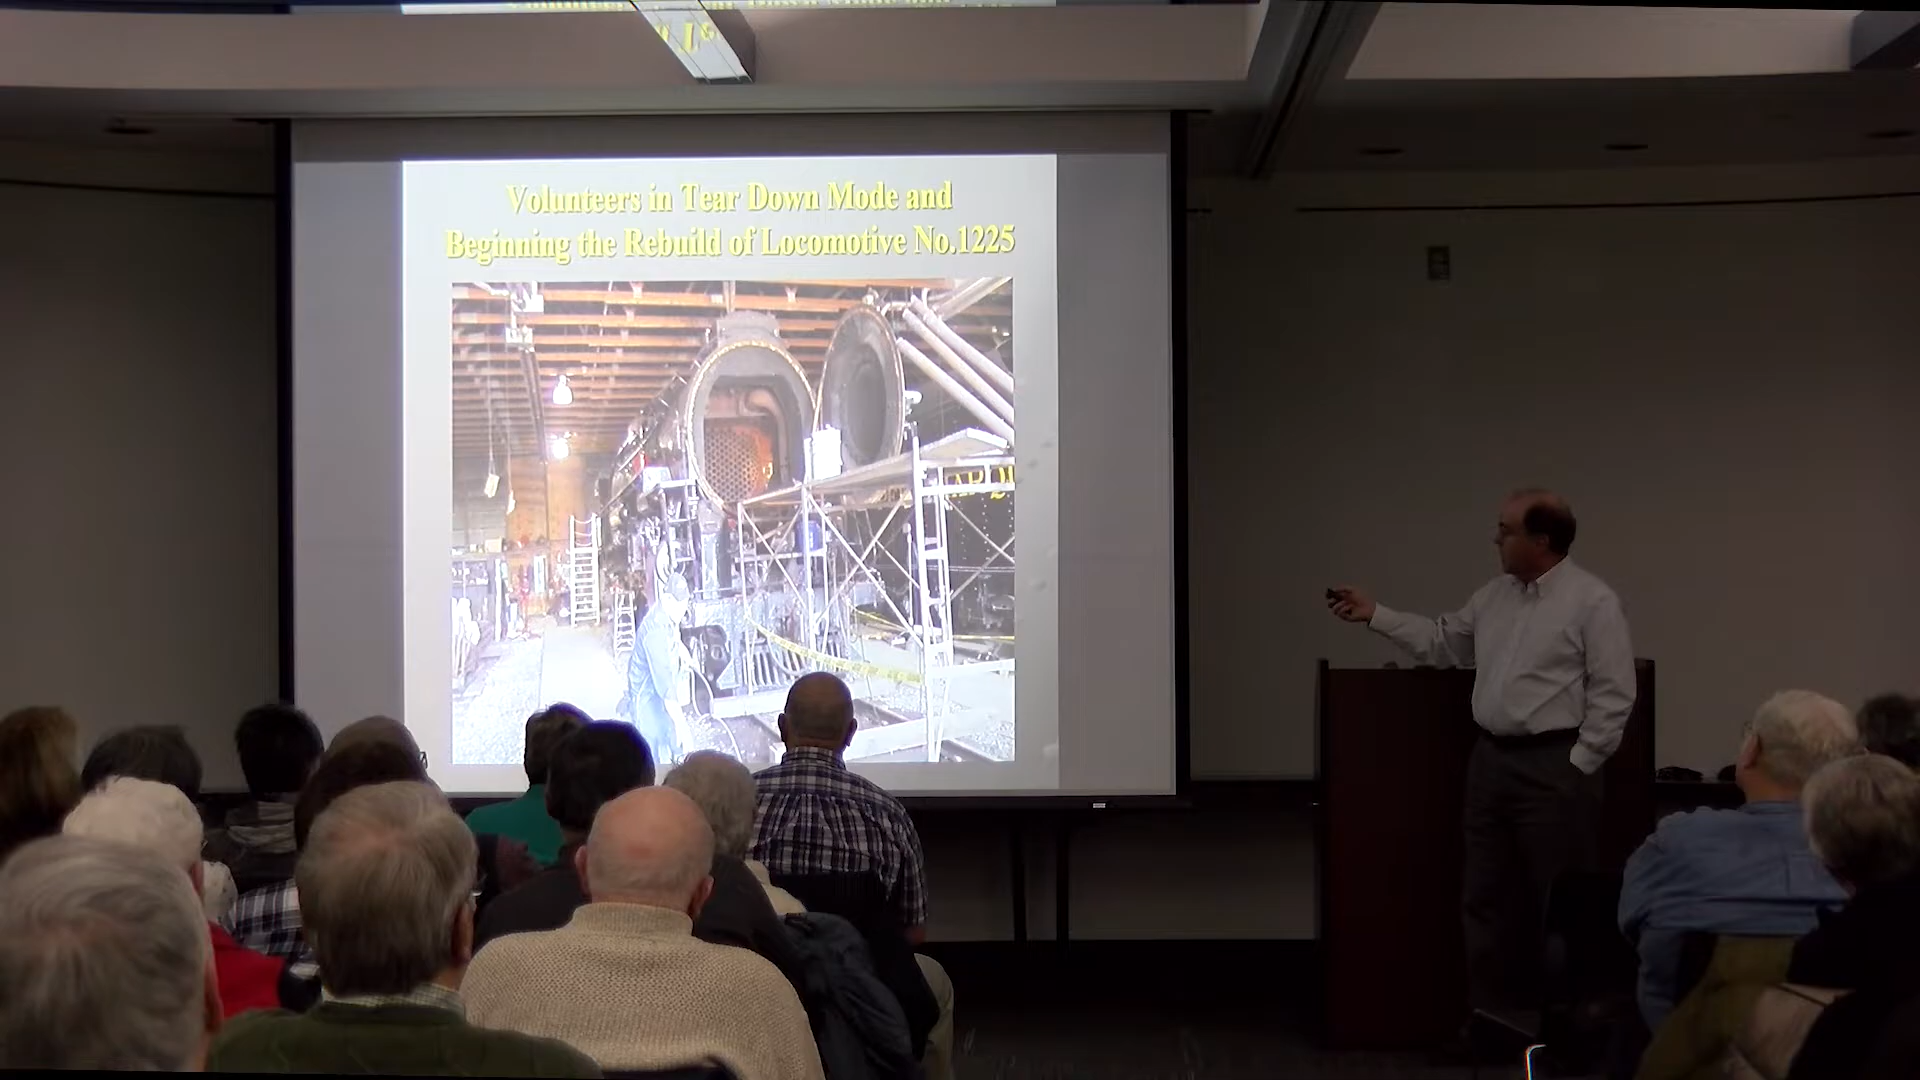 Volunteers in Tear Down Mode and
Beginning the Rebuild of Locomotive No.1225